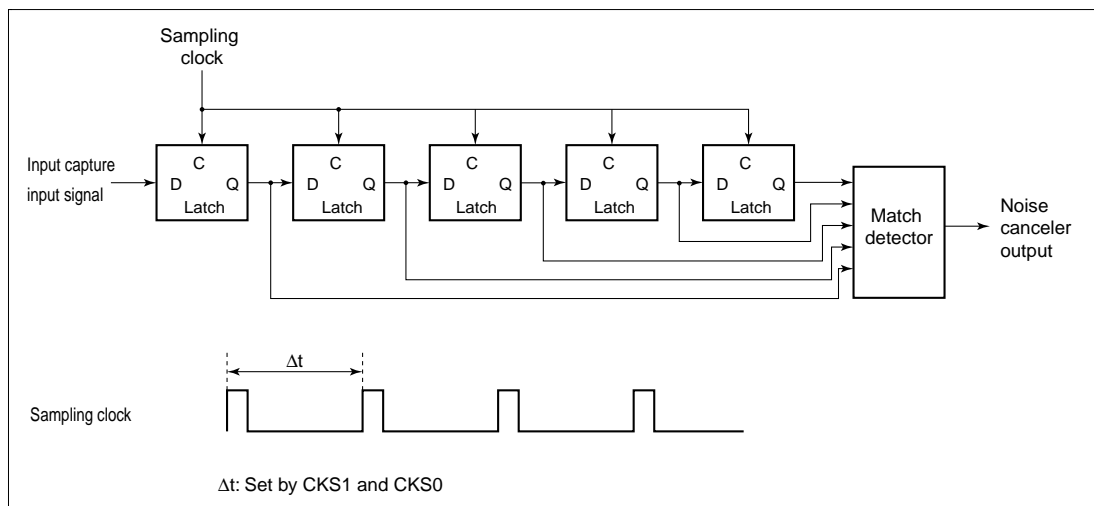 Sampling
clock
Input capture
input signal
C
D Q
Latch
C
D Q
Latch
C
D Q
Latch
C
D Q
Latch
C
D Q
Latch
Match
detector
Noise
canceler
output
Δt
Sampling clock
Δt: Set by CKS1 and CKS0